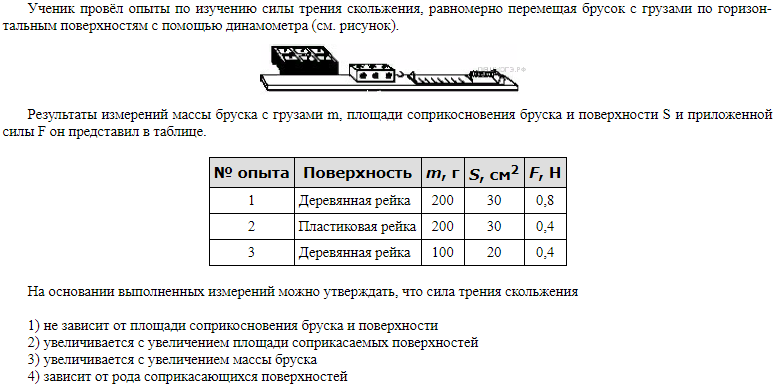 Ученик провёл опыты по изучению силы трения скольжения, равномерно перемещая брусок с грузами по горизон-
тальным поверхностям с помощью динамометра (см. рисунок).
Результаты измерений массы бруска с грузами m, площади соприкосновения бруска и поверхности S и приложенной
силы F он представил в таблице.
№ опыта Поверхность m, г S, см² F, Н
1 Деревянная рейка 200 30 0,8
2 Пластиковая рейка 200 30 0,4
3 Деревянная рейка 100 20 0,4
На основании выполненных измерений можно утверждать, что сила трения скольжения
1) не зависит от площади соприкосновения бруска и поверхности
2) увеличивается с увеличением площади соприкасаемых поверхностей
3) увеличивается с увеличением массы бруска
4) зависит от рода соприкасающихся поверхностей